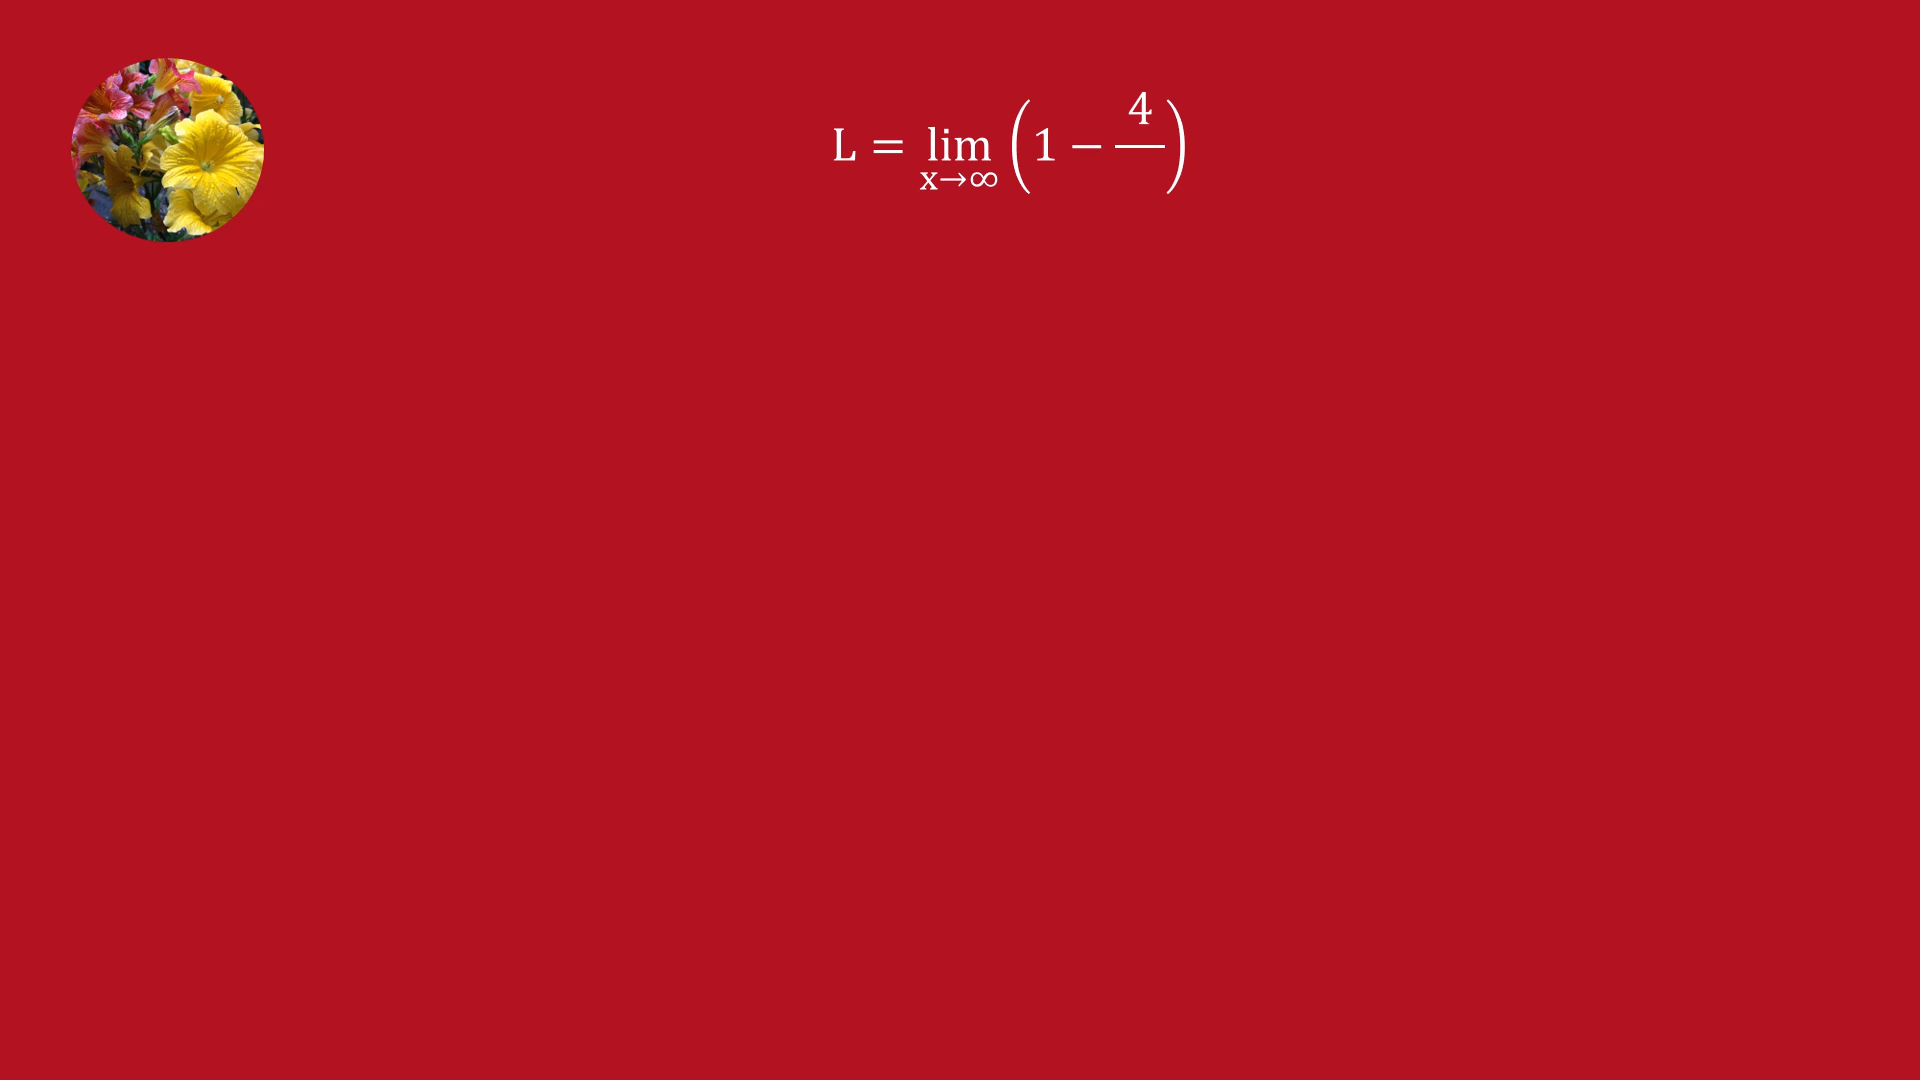 L = lim x→∞ (1 − 4/ )